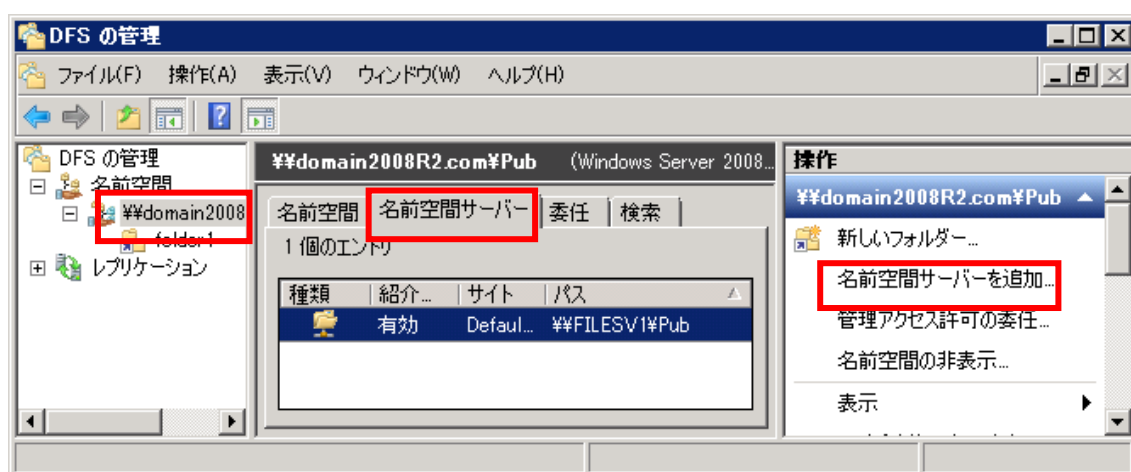 DFS の管理
ファイル(F) 操作(A) 表示(V) ウィンドウ(W) ヘルプ(H)
DFS の管理
名前空間
¥¥domain2008
folder1
レプリケーション
¥¥domain2008R2.com¥Pub (Windows Server 2008...
名前空間 名前空間サーバー 委任 検索
1 個のエントリ
種類 紹介... サイト パス
有効 Defaul... ¥¥FILESV1¥Pub
操作
¥¥domain2008R2.com¥Pub
新しいフォルダー...
名前空間サーバーを追加...
管理アクセス許可の委任...
名前空間の非表示...
表示